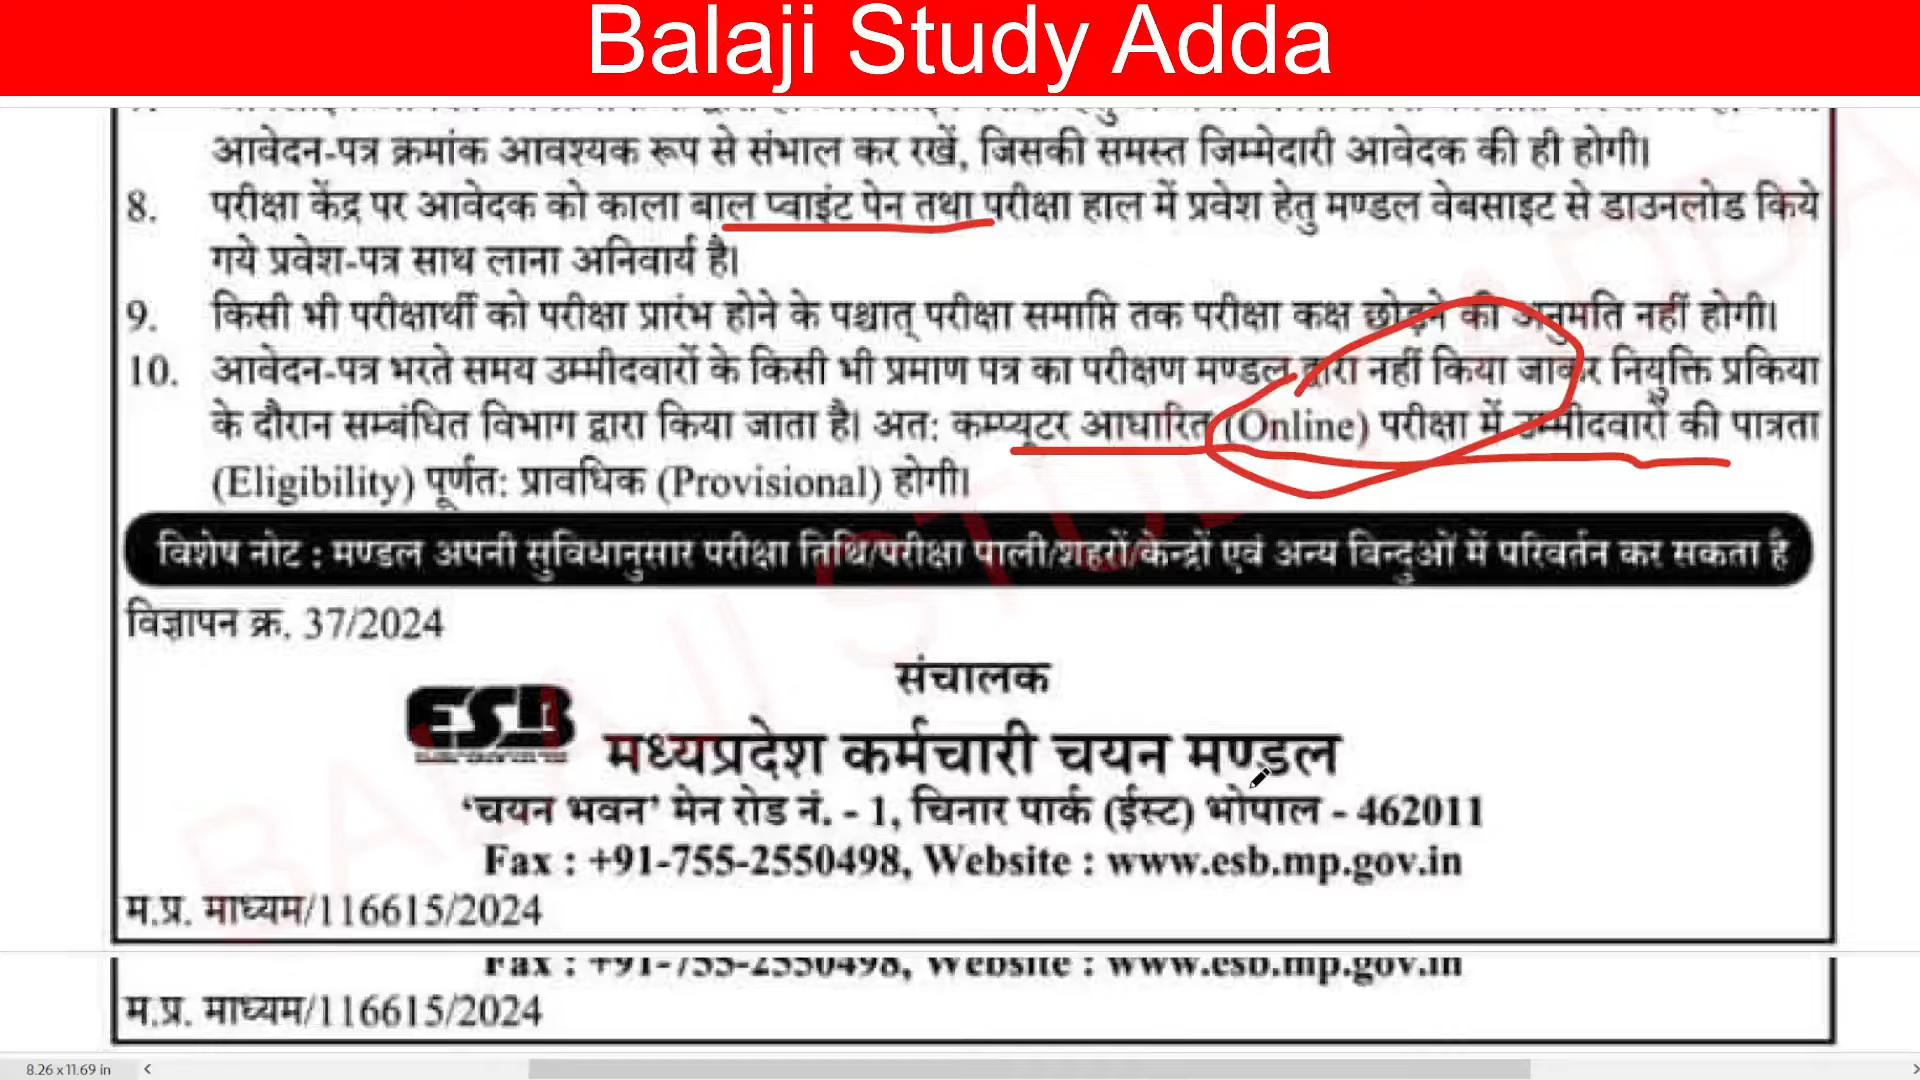 Balaji Study Adda
आवेदन-पत्र क्रमांक आवश्यक रूप से संभाल कर रखें, जिसकी समस्त जिम्मेदारी आवेदक की ही होगी।
8. परीक्षा केंद्र पर आवेदक को काला बाल प्वाइंट पेन तथा परीक्षा हाल में प्रवेश हेतु मण्डल वेबसाइट से डाउनलोड किये
गये प्रवेश-पत्र साथ लाना अनिवार्य है।
9. किसी भी परीक्षार्थी को परीक्षा प्रारंभ होने के पश्चात् परीक्षा समाप्ति तक परीक्षा कक्ष छोड़ने की अनुमति नहीं होगी।
10. आवेदन-पत्र भरते समय उम्मीदवारों के किसी भी प्रमाण पत्र का परीक्षण मण्डल द्वारा नहीं किया जाकर नियुक्ति प्रकिया
के दौरान सम्बंधित विभाग द्वारा किया जाता है। अत: कम्प्यूटर आधारित (Online) परीक्षा में उम्मीदवारों की पात्रता
(Eligibility) पूर्णत: प्रावधिक (Provisional) होगी।
विशेष नोट : मण्डल अपनी सुविधानुसार परीक्षा तिथि/परीक्षा पाली/शहरों/केन्द्रों एवं अन्य बिन्दुओं में परिवर्तन कर सकता है
विज्ञापन क्र. 37/2024
संचालक
ESB
मध्यप्रदेश कर्मचारी चयन मण्डल
‘चयन भवन’ मेन रोड नं. - 1, चिनार पार्क (ईस्ट) भोपाल - 462011
Fax : +91-755-2550498, Website : www.esb.mp.gov.in
म.प्र. माध्यम/116615/2024
Fax : +91-755-2550498, Website : www.esb.mp.gov.in
म.प्र. माध्यम/116615/2024
BALAJI STUDY ADDA
8.26 x 11.69 in